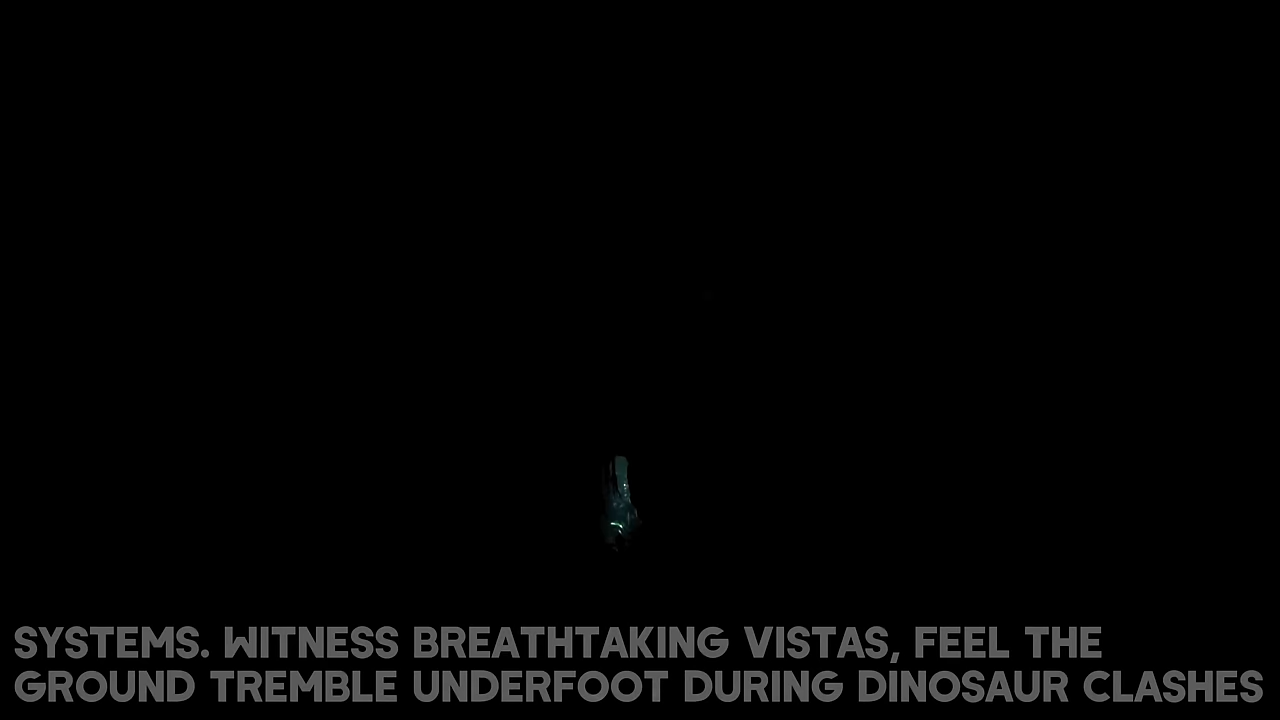 SYSTEMS. WITNESS BREATHTAKING VISTAS, FEEL THE
GROUND TREMBLE UNDERFOOT DURING DINOSAUR CLASHES